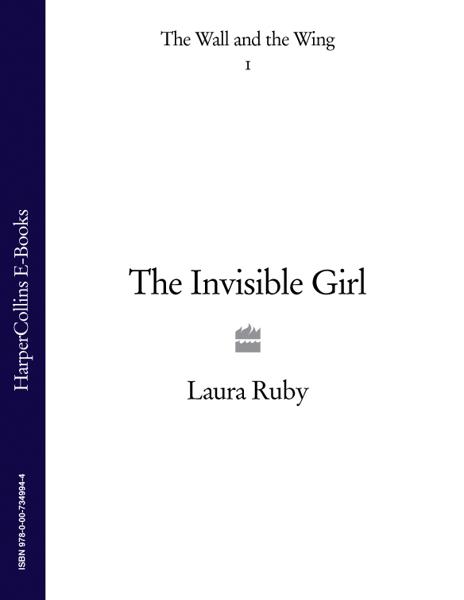 The Wall and the Wing
1
The Invisible Girl
Laura Ruby
HarperCollins E-Books
ISBN 978-0-00-734994-4